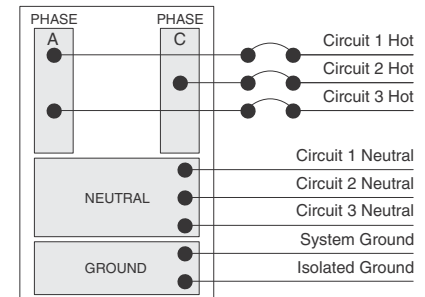 PHASE PHASE
A C
Circuit 1 Hot
Circuit 2 Hot
Circuit 3 Hot
Circuit 1 Neutral
Circuit 2 Neutral
NEUTRAL
Circuit 3 Neutral
System Ground
GROUND
Isolated Ground